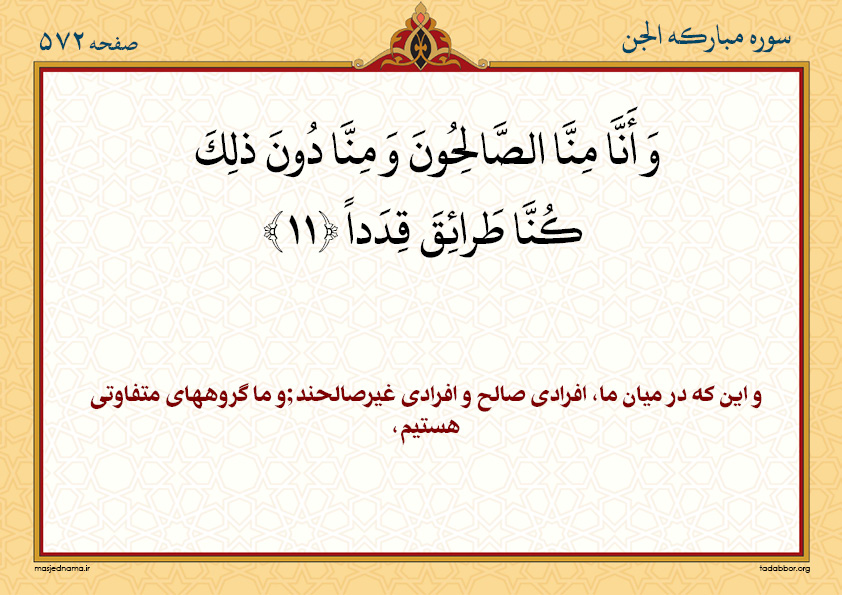 سوره مبارکه الجن
صفحه ۵۷۲
وَ أَنَّا مِنَّا الصَّالِحُونَ وَ مِنَّا دُونَ ذلِكَ
كُنَّا طَرائِقَ قِدَداً ﴿۱۱﴾
و این که در میان ما، افرادی صالح و افرادی غیرصالحند;و ما گروههای متفاوتی
هستیم،
masjednama.ir
tadabbor.org